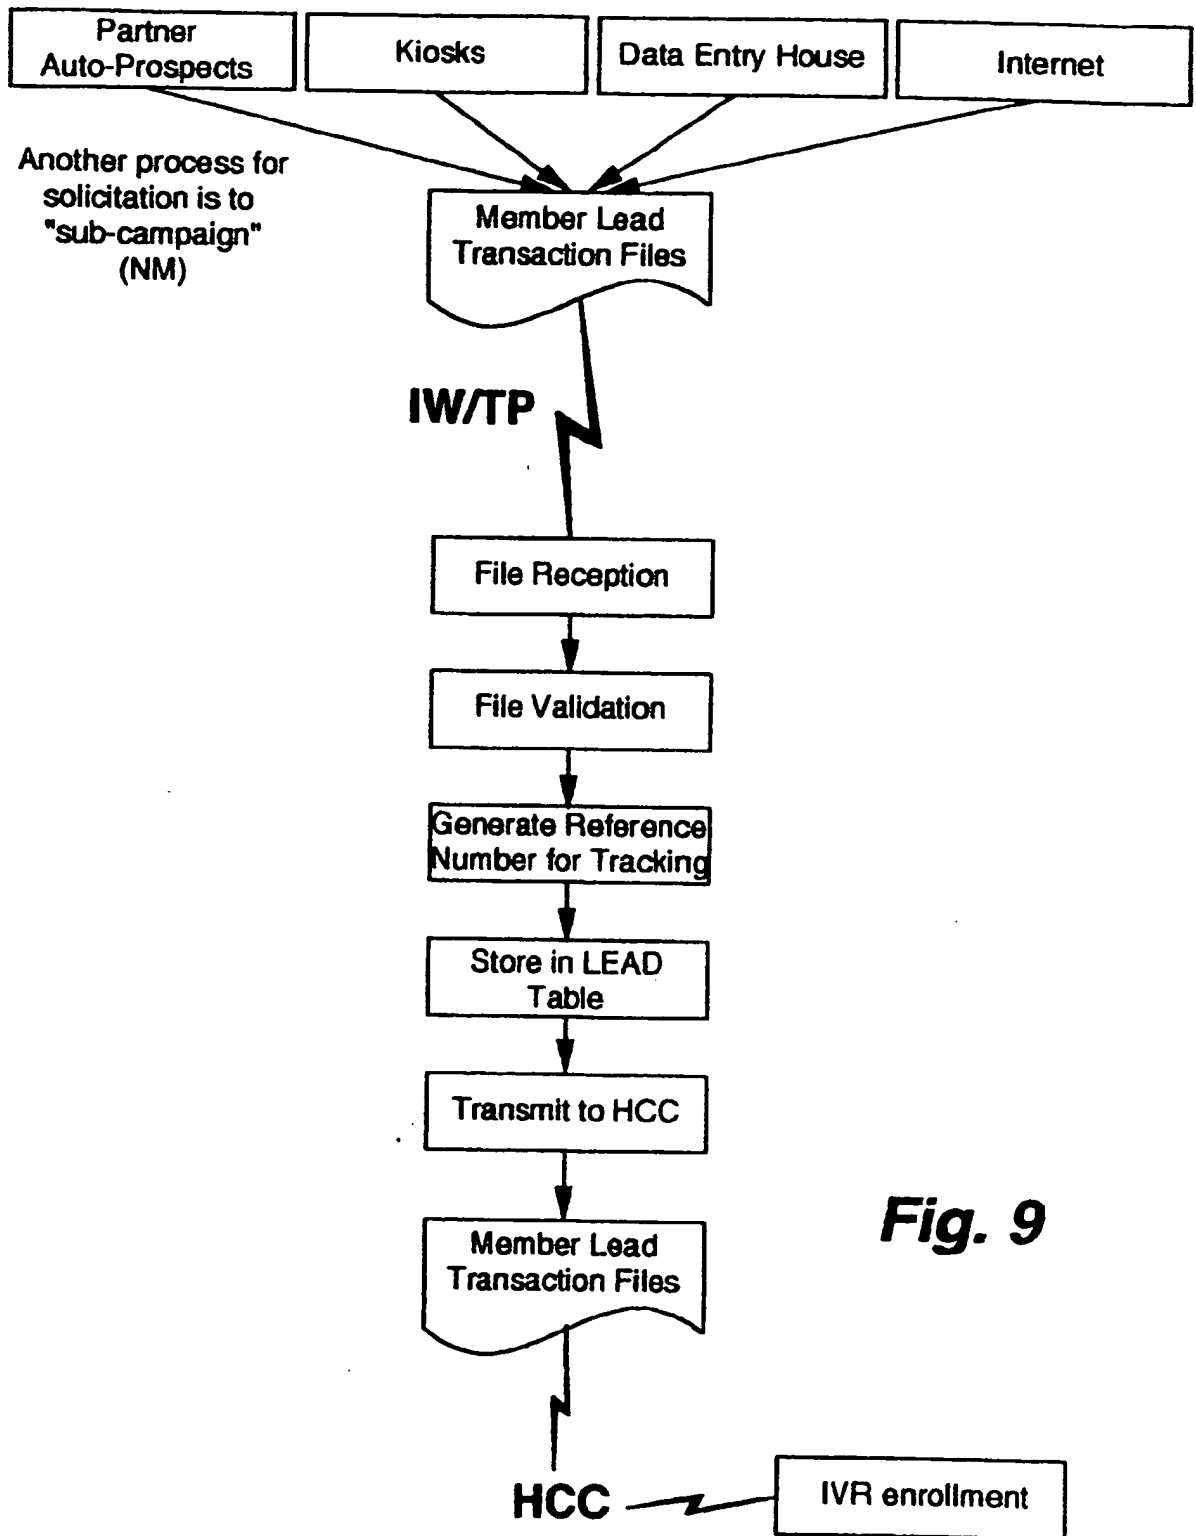 Partner
Auto-Prospects
Kiosks
Data Entry House
Internet
Another process for
solicitation is to
"sub-campaign"
(NM)
Member Lead
Transaction Files
IW/TP
File Reception
File Validation
Generate Reference
Number for Tracking
Store in LEAD
Table
Transmit to HCC
Member Lead
Transaction Files
Fig. 9
HCC
IVR enrollment